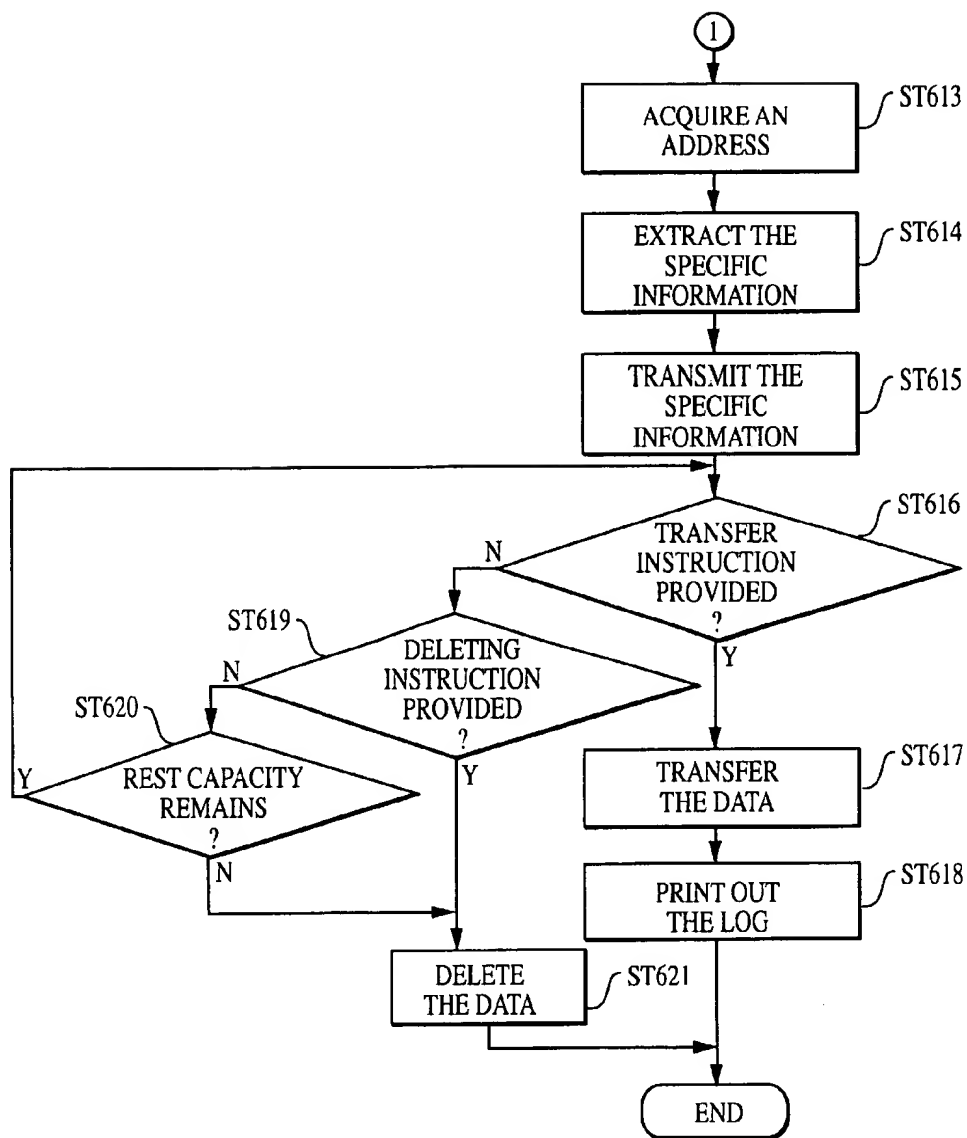 1
ST613
ACQUIRE AN
ADDRESS
ST614
EXTRACT THE
SPECIFIC
INFORMATION
ST615
TRANSMIT THE
SPECIFIC
INFORMATION
ST616
TRANSFER
INSTRUCTION
PROVIDED
?
N
Y
ST619
DELETING
INSTRUCTION
PROVIDED
?
N
Y
ST620
REST CAPACITY
REMAINS
?
Y
N
ST617
TRANSFER
THE DATA
ST618
PRINT OUT
THE LOG
ST621
DELETE
THE DATA
END